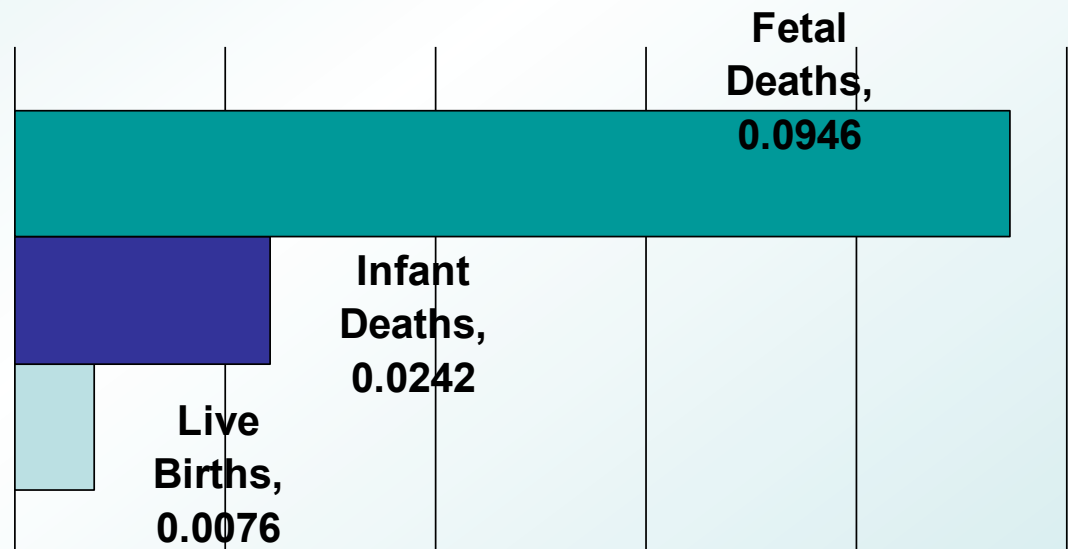 Fetal
Deaths,
0.0946
Infant
Deaths,
0.0242
Live
Births,
0.0076